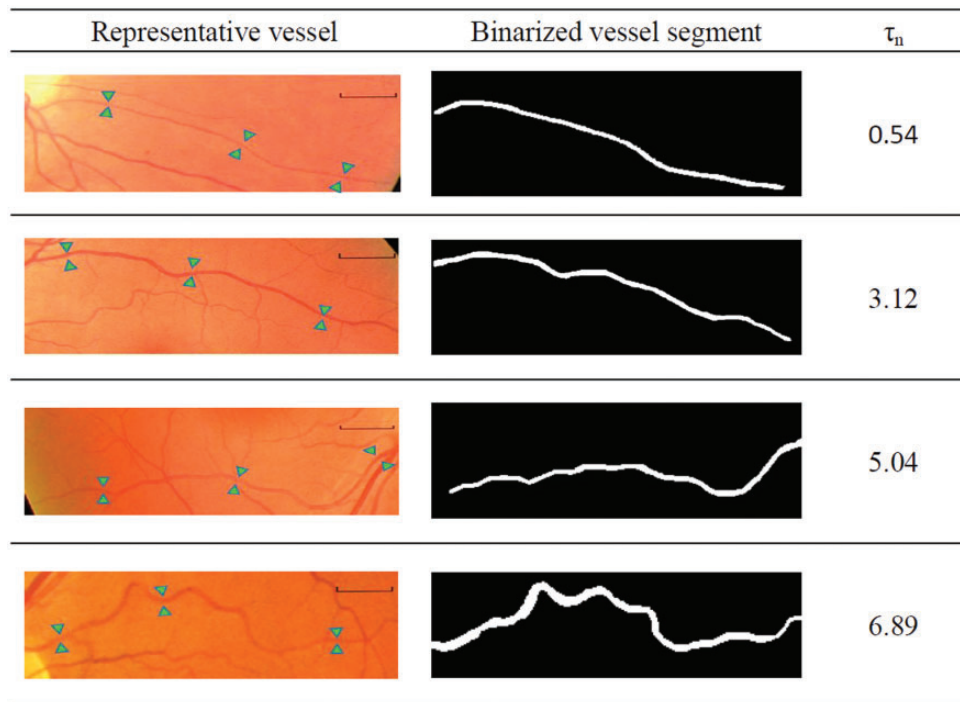 Representative vessel Binarized vessel segment τn
0.54
3.12
5.04
6.89